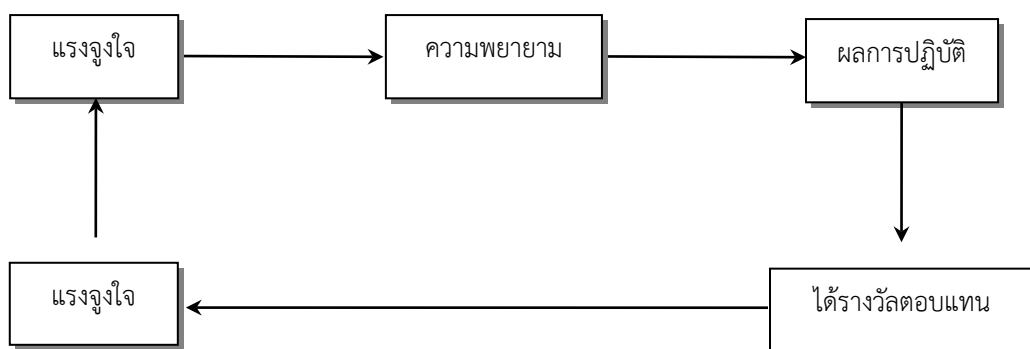 แรงจูงใจ
ความพยายาม
ผลการปฏิบัติ
แรงจูงใจ
ได้รางวัลตอบแทน